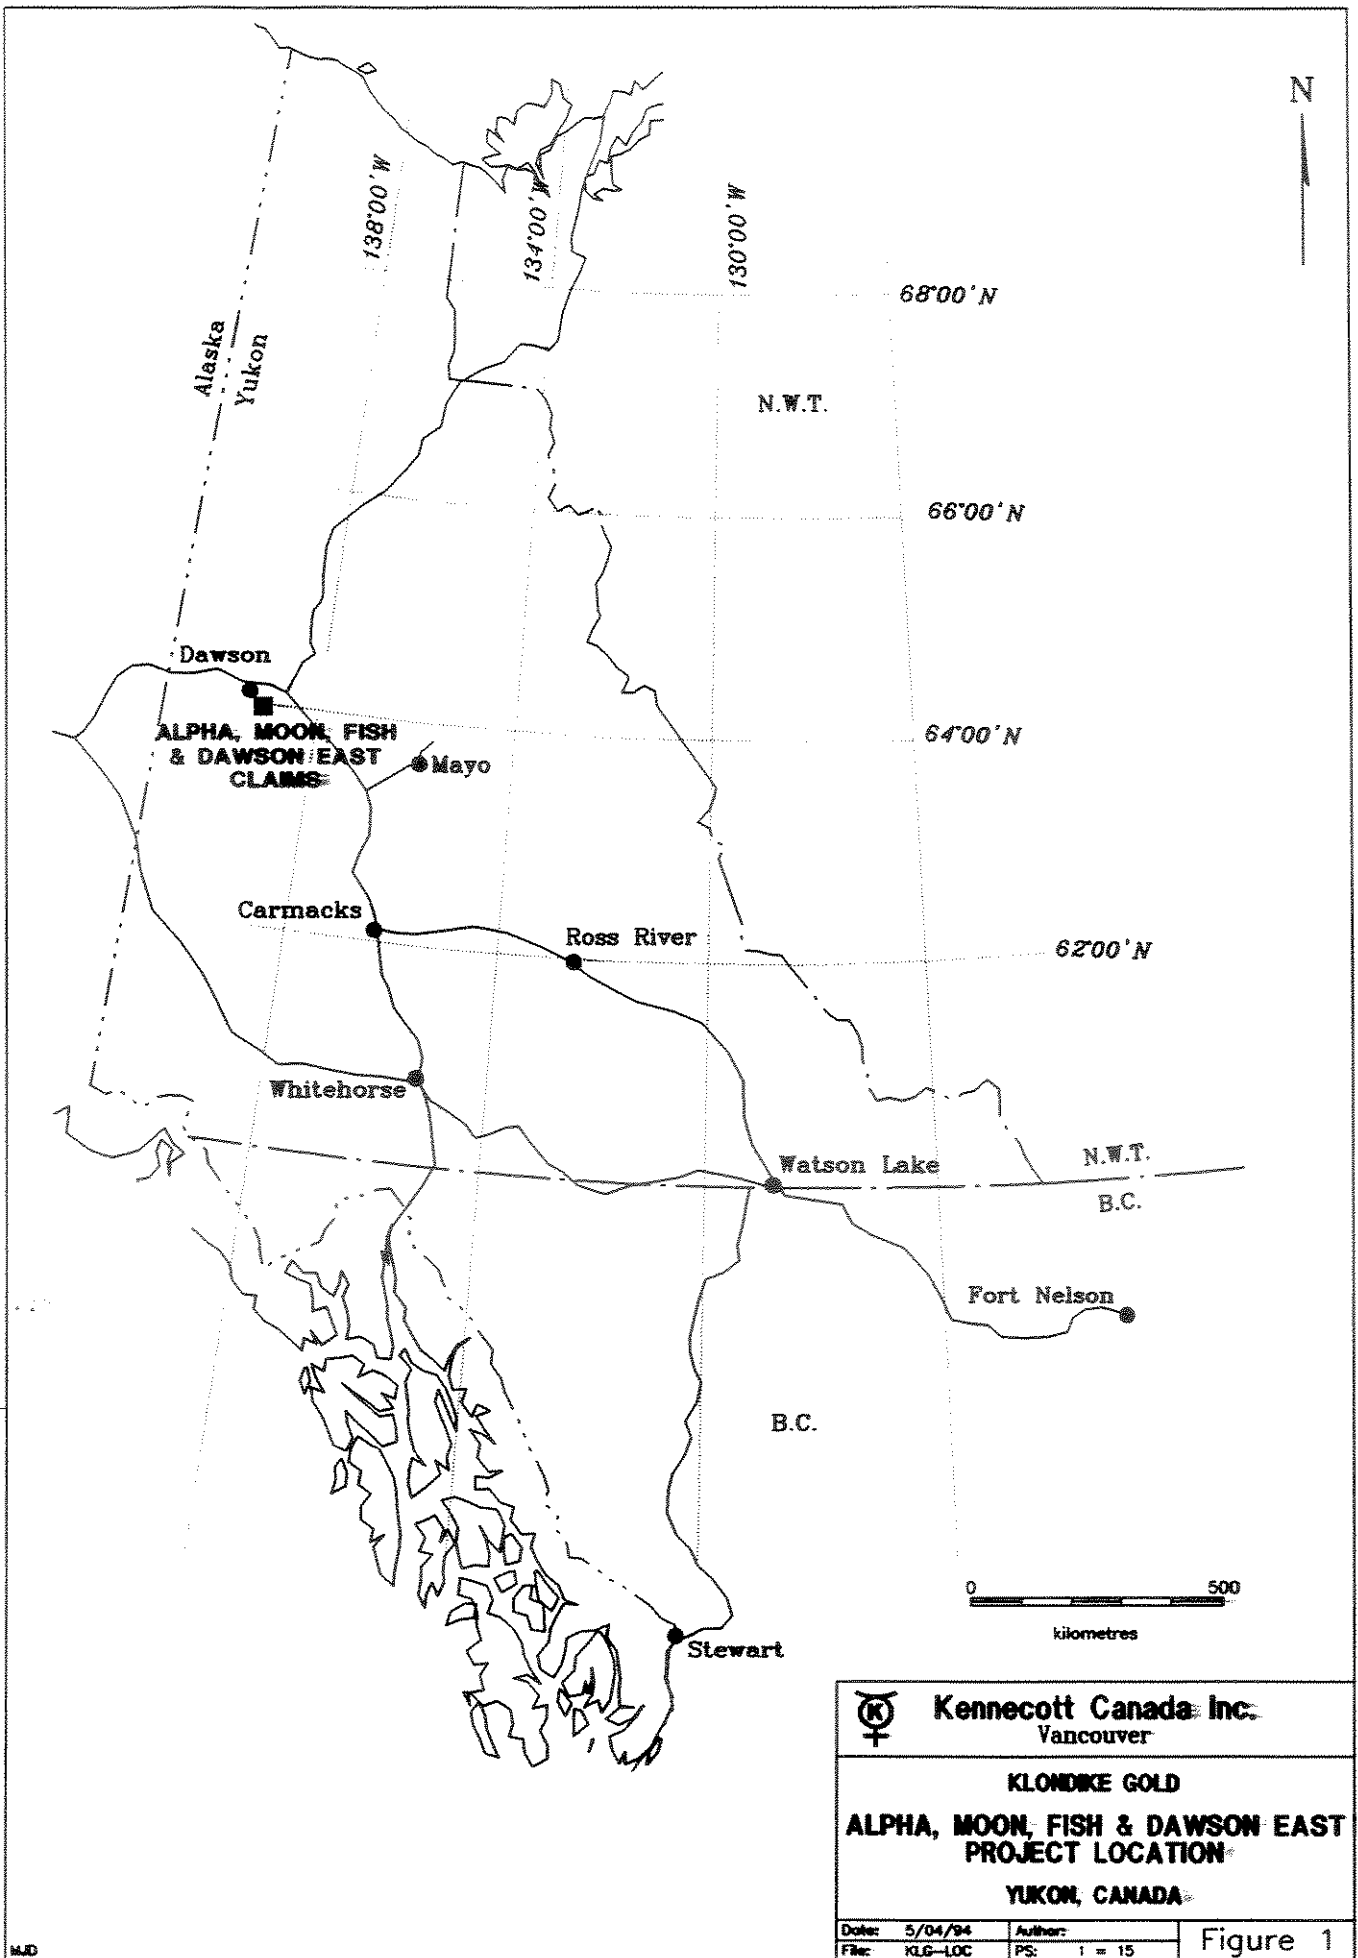 N
138°00'W
134°00'W
130°00'W
68°00'N
Alaska
Yukon
N.W.T.
66°00'N
Dawson
ALPHA, MOON, FISH
& DAWSON EAST
CLAIMS
64°00'N
Mayo
Carmacks
Ross River
62°00'N
Whitehorse
Watson Lake
N.W.T.
B.C.
Fort Nelson
B.C.
0 500
kilometres
Stewart
K
Kennecott Canada Inc.
Vancouver
KLONDIKE GOLD
ALPHA, MOON, FISH & DAWSON EAST
PROJECT LOCATION
YUKON, CANADA
Date: 5/04/94 Author:
File: KLG-LOC PS: 1 = 15
Figure 1
MJD